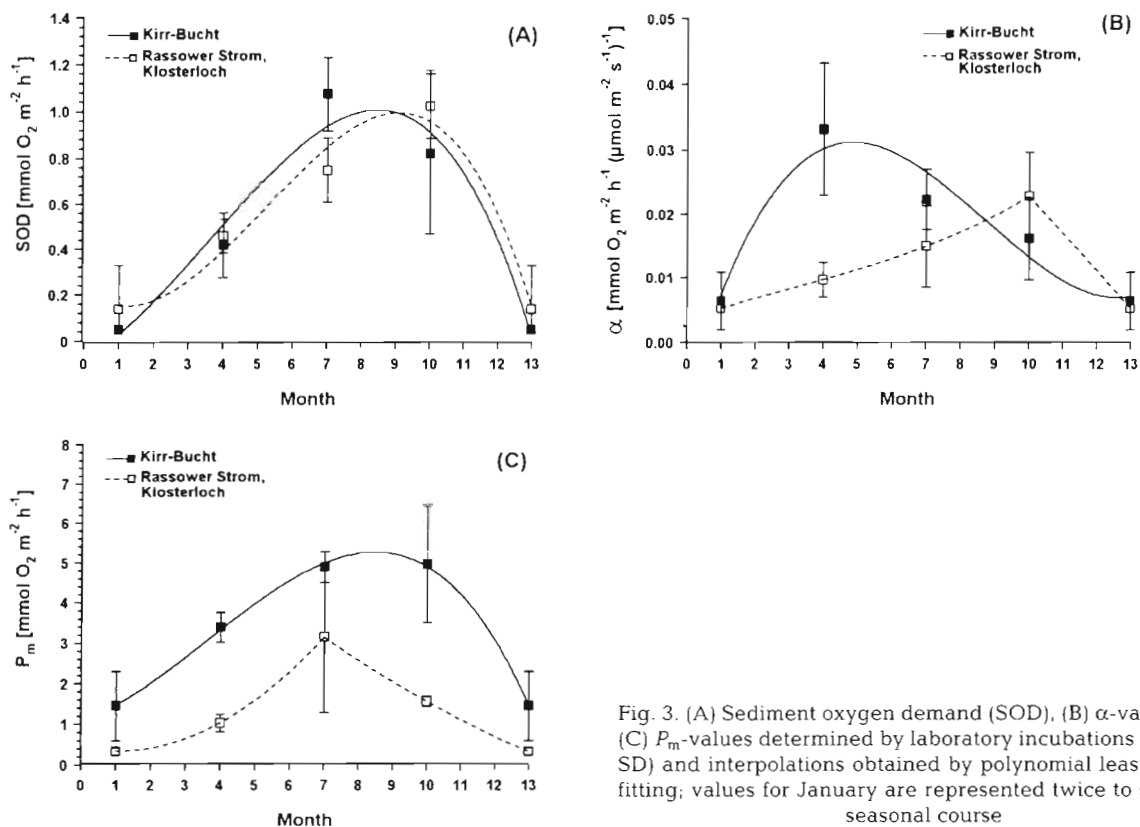 (A)
Kirr-Bucht
Rassower Strom,
Klosterloch
SOD [mmol O₂ m⁻² h⁻¹]
1.4
1.2
1.0
0.8
0.6
0.4
0.2
0
0 1 2 3 4 5 6 7 8 9 10 11 12 13
Month
(B)
Kirr-Bucht
Rassower Strom,
Klosterloch
α [mmol O₂ m⁻² h⁻¹ (µmol m⁻² s⁻¹)⁻¹]
0.05
0.04
0.03
0.02
0.01
0.00
0 1 2 3 4 5 6 7 8 9 10 11 12 13
Month
(C)
Kirr-Bucht
Rassower Strom,
Klosterloch
Pₘ [mmol O₂ m⁻² h⁻¹]
8
7
6
5
4
3
2
1
0
0 1 2 3 4 5 6 7 8 9 10 11 12 13
Month
Fig. 3. (A) Sediment oxygen demand (SOD), (B) α-va
(C) Pₘ-values determined by laboratory incubations
SD) and interpolations obtained by polynomial leas
fitting; values for January are represented twice to
seasonal course